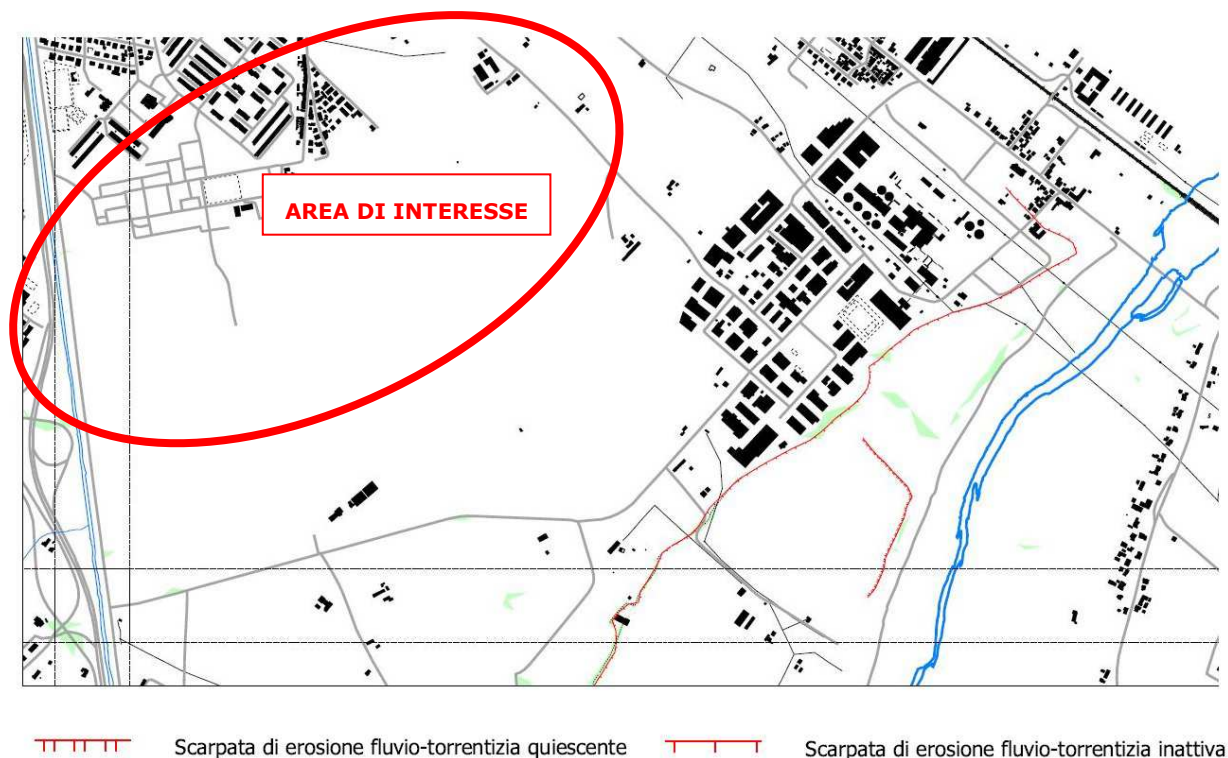 AREA DI INTERESSE
Scarpata di erosione fluvio-torrentizia quiescente
Scarpata di erosione fluvio-torrentizia inattiva